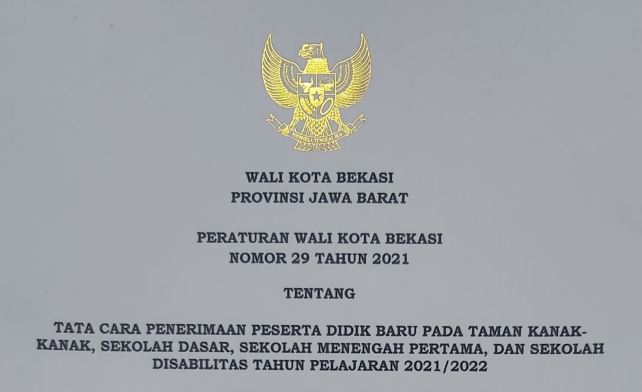 WALI KOTA BEKASI
PROVINSI JAWA BARAT
PERATURAN WALI KOTA BEKASI
NOMOR 29 TAHUN 2021
TENTANG
TATA CARA PENERIMAAN PESERTA DIDIK BARU PADA TAMAN KANAK-
KANAK, SEKOLAH DASAR, SEKOLAH MENENGAH PERTAMA, DAN SEKOLAH
DISABILITAS TAHUN PELAJARAN 2021/2022